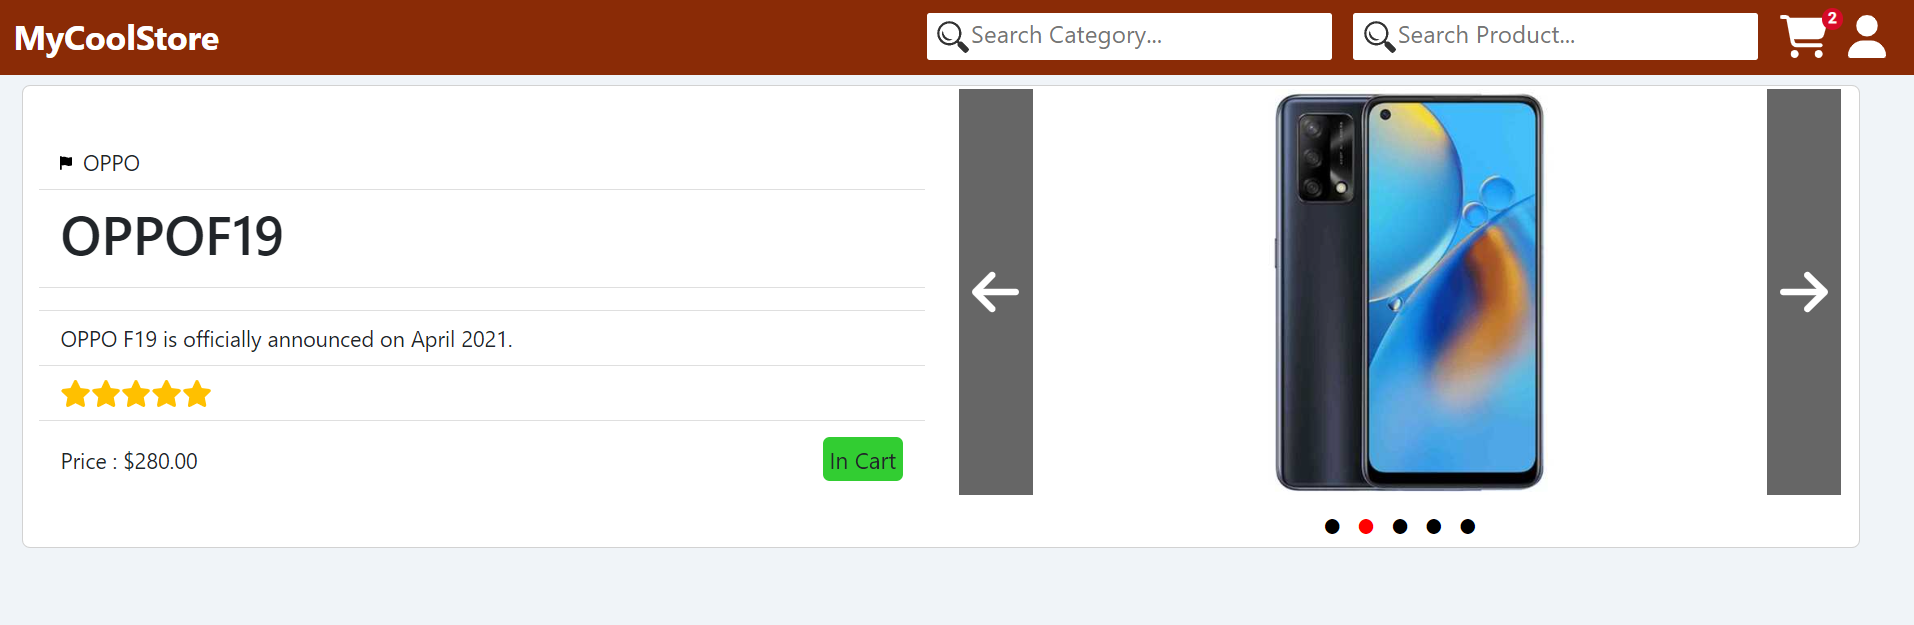 MyCoolStore
Search Category...
Search Product...
2
OPPO
OPPOF19
OPPO F19 is officially announced on April 2021.
Price : $280.00
In Cart